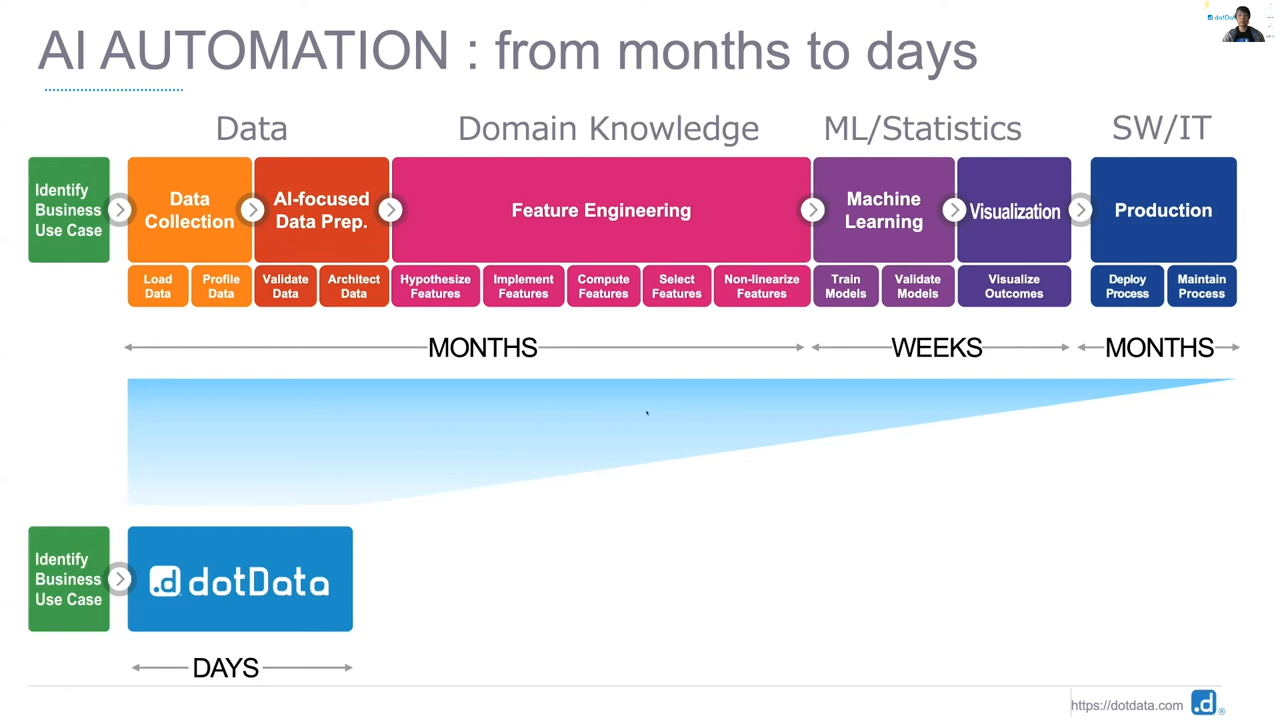 AI AUTOMATION : from months to days
Data
Domain Knowledge
ML/Statistics
SW/IT
Identify
Business
Use Case
Data
Collection
AI-focused
Data Prep.
Feature Engineering
Machine
Learning
Visualization
Production
Load
Data
Profile
Data
Validate
Data
Architect
Data
Hypothesize
Features
Implement
Features
Compute
Features
Select
Features
Non-linearize
Features
Train
Models
Validate
Models
Visualize
Outcomes
Deploy
Process
Maintain
Process
MONTHS
WEEKS
MONTHS
Identify
Business
Use Case
.d dotData
DAYS
https://dotdata.com
.d®